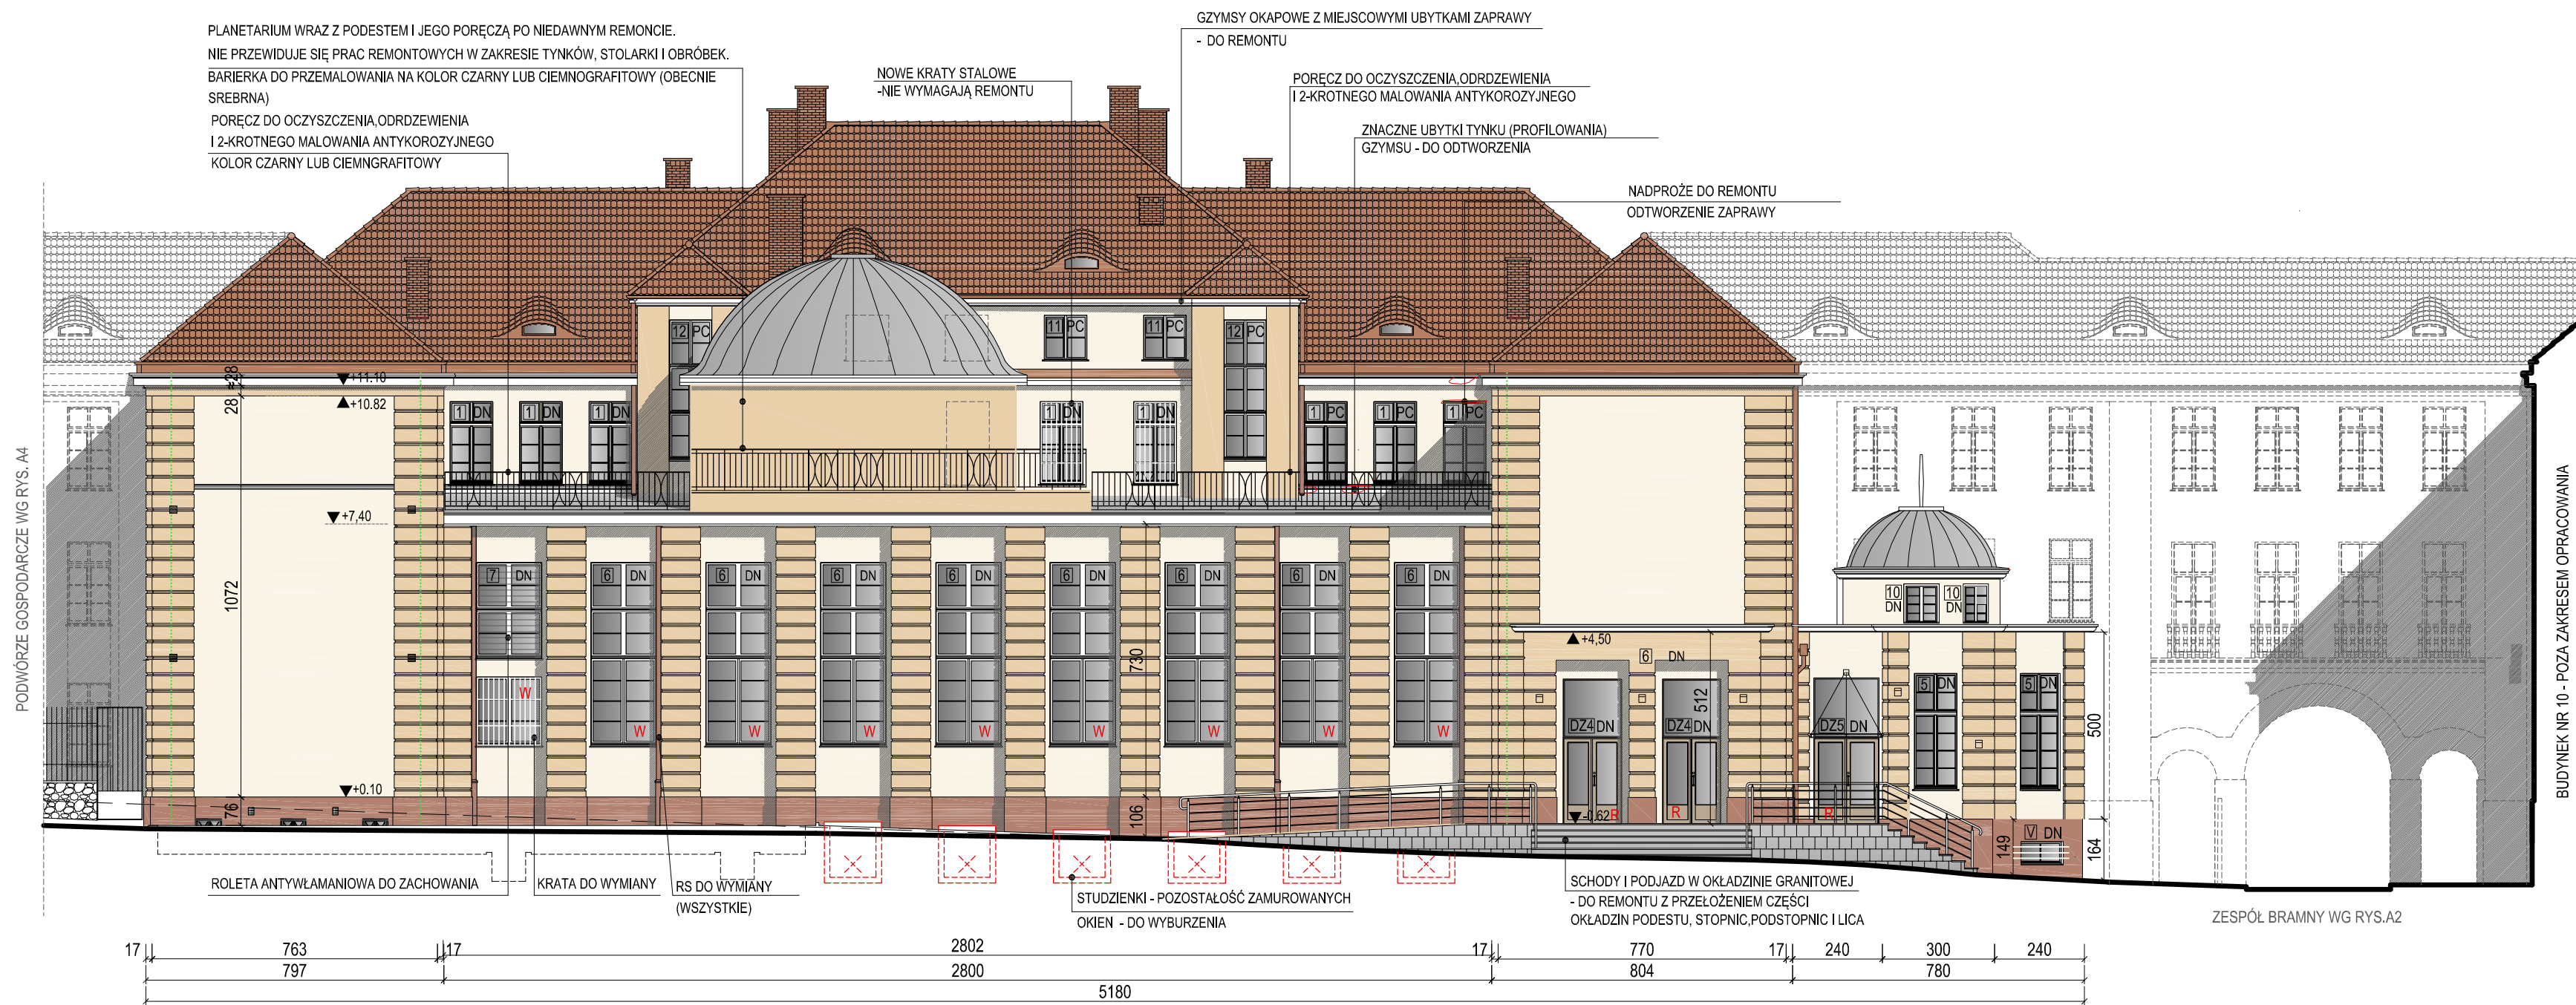 PLANETARIUM WRAZ Z PODESTEM I JEGO PORĘCZĄ PO NIEDAWNYM REMONCIE.
NIE PRZEWIDUJE SIĘ PRAC REMONTOWYCH W ZAKRESIE TYNKÓW, STOLARKI I OBRÓBEK.
BARIERKA DO PRZEMALOWANIA NA KOLOR CZARNY LUB CIEMNOGRAFITOWY (OBECNIE
SREBRNA)
PORĘCZ DO OCZYSZCZENIA,ODRDZEWIENIA
I 2-KROTNEGO MALOWANIA ANTYKOROZYJNEGO
KOLOR CZARNY LUB CIEMNGRAFITOWY
NOWE KRATY STALOWE
-NIE WYMAGAJĄ REMONTU
GZYMSY OKAPOWE Z MIEJSCOWYMI UBYTKAMI ZAPRAWY
- DO REMONTU
PORĘCZ DO OCZYSZCZENIA,ODRDZEWIENIA
I 2-KROTNEGO MALOWANIA ANTYKOROZYJNEGO
ZNACZNE UBYTKI TYNKU (PROFILOWANIA)
GZYMSU - DO ODTWORZENIA
NADPROŻE DO REMONTU
ODTWORZENIE ZAPRAWY
12 PC
11 PC
11 PC
12 PC
≈28
+11.10
28
+10.82
1 DN
1 DN
1 DN
1 DN
1 DN
1 PC
1 PC
1 PC
PODWÓRZE GOSPODARCZE WG RYS. A4
+7,40
1072
7 DN
6 DN
6 DN
6 DN
6 DN
6 DN
6 DN
6 DN
6 DN
10 DN
10 DN
730
+4,50
6 DN
512
5 DN
5 DN
500
W
W
W
W
W
W
W
W
W
DZ4 DN
DZ4 DN
DZ5 DN
BUDYNEK NR 10 - POZA ZAKRESEM OPRACOWANIA
+0.10
76
106
-0.62
R
R
R
149
V DN
164
ROLETA ANTYWŁAMANIOWA DO ZACHOWANIA
KRATA DO WYMIANY
RS DO WYMIANY
(WSZYSTKIE)
STUDZIENKI - POZOSTAŁOŚĆ ZAMUROWANYCH
OKIEN - DO WYBURZENIA
SCHODY I PODJAZD W OKŁADZINIE GRANITOWEJ
- DO REMONTU Z PRZEŁOŻENIEM CZĘŚCI
OKŁADZIN PODESTU, STOPNIC,PODSTOPNIC I LICA
ZESPÓŁ BRAMNY WG RYS.A2
17 763 17 2802 17 770 17 240 300 240
797 2800 804 780
5180